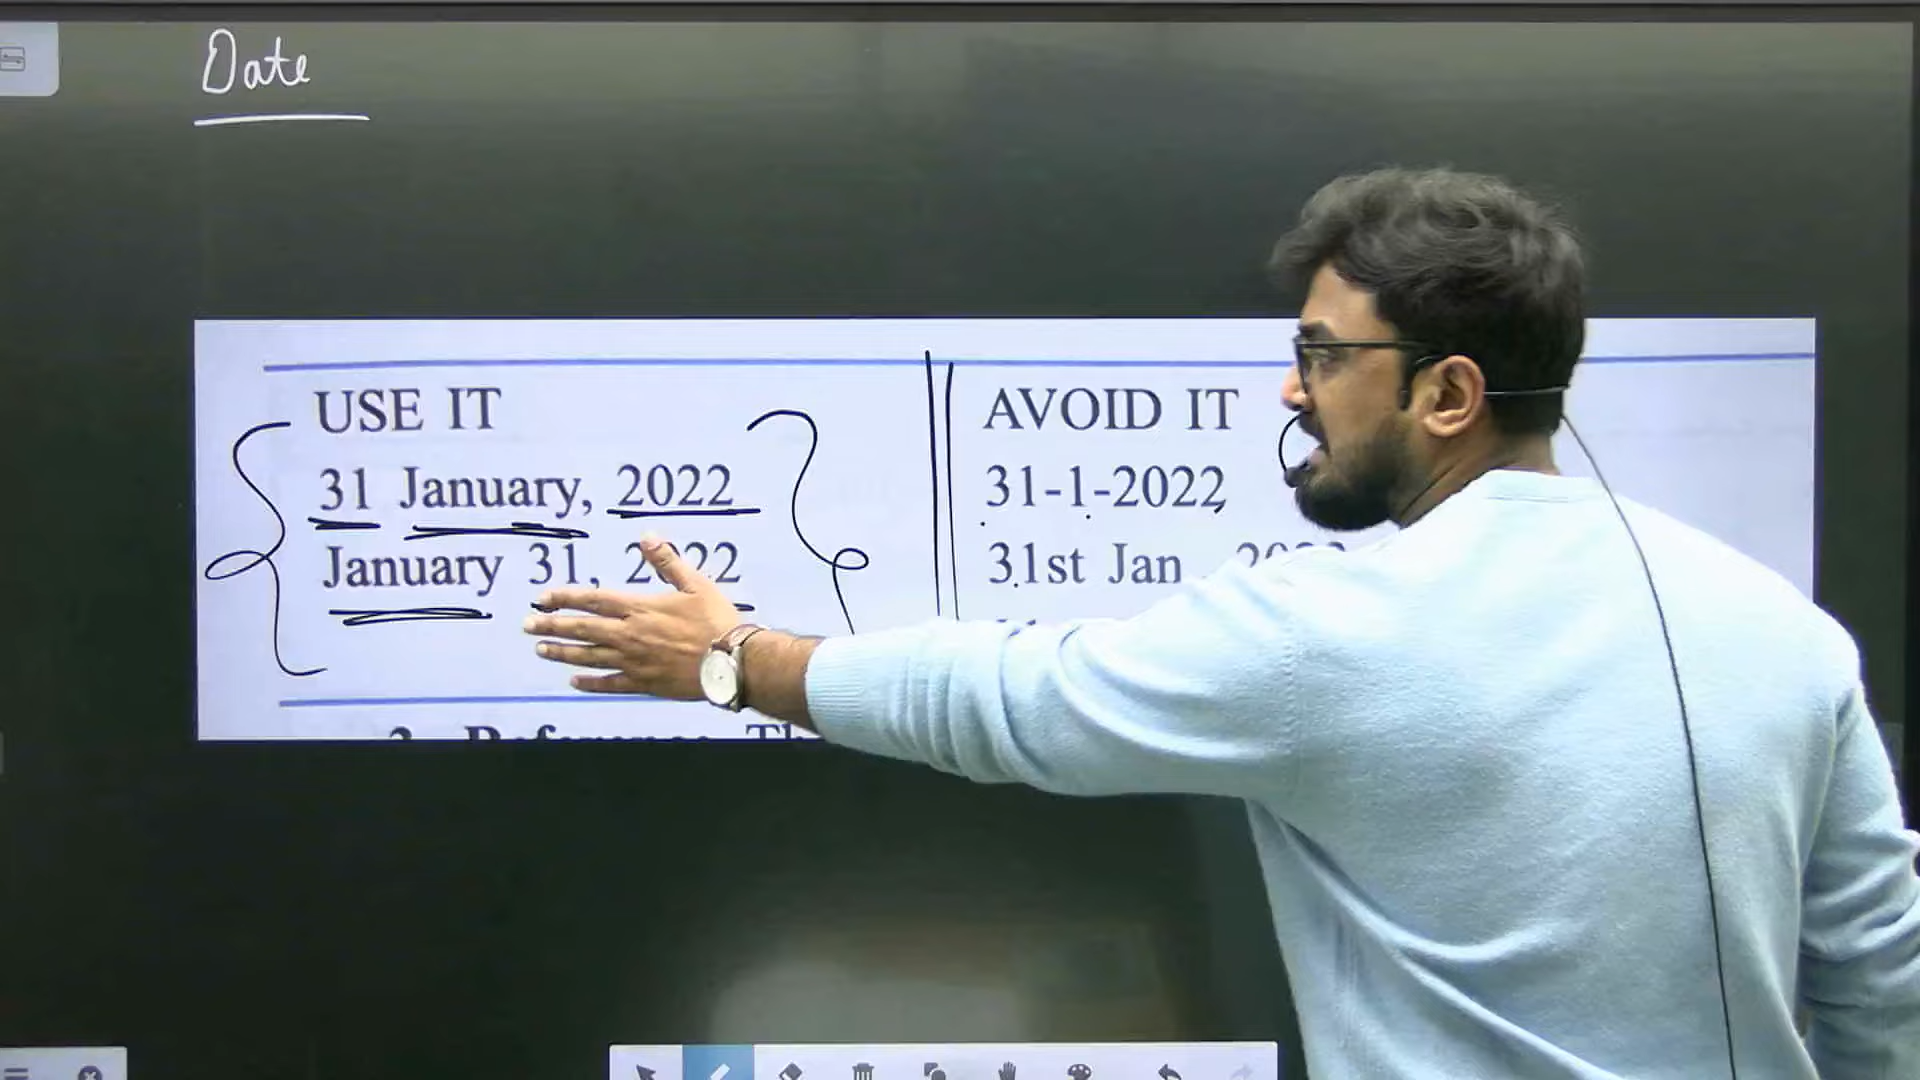 Date
USE IT
31 January, 2022
January 31, 2022
AVOID IT
31-1-2022
31st Jan